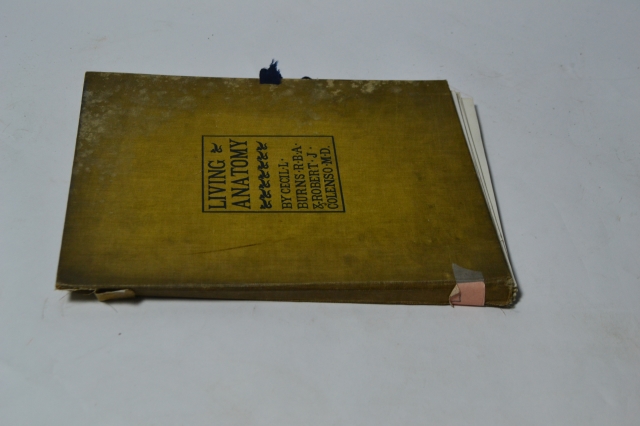 LIVING
ANATOMY
BY CECIL·L·
BURNS·R·B·A·
& ROBERT·J·
COLENSO·M·D·